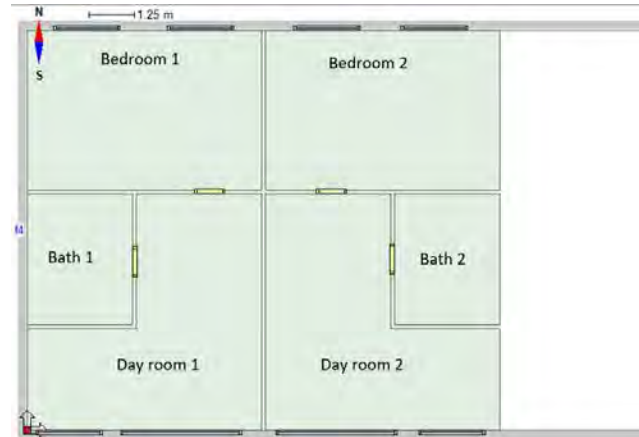 N
1.25 m
S
Bedroom 1
Bedroom 2
Bath 1
Bath 2
Day room 1
Day room 2